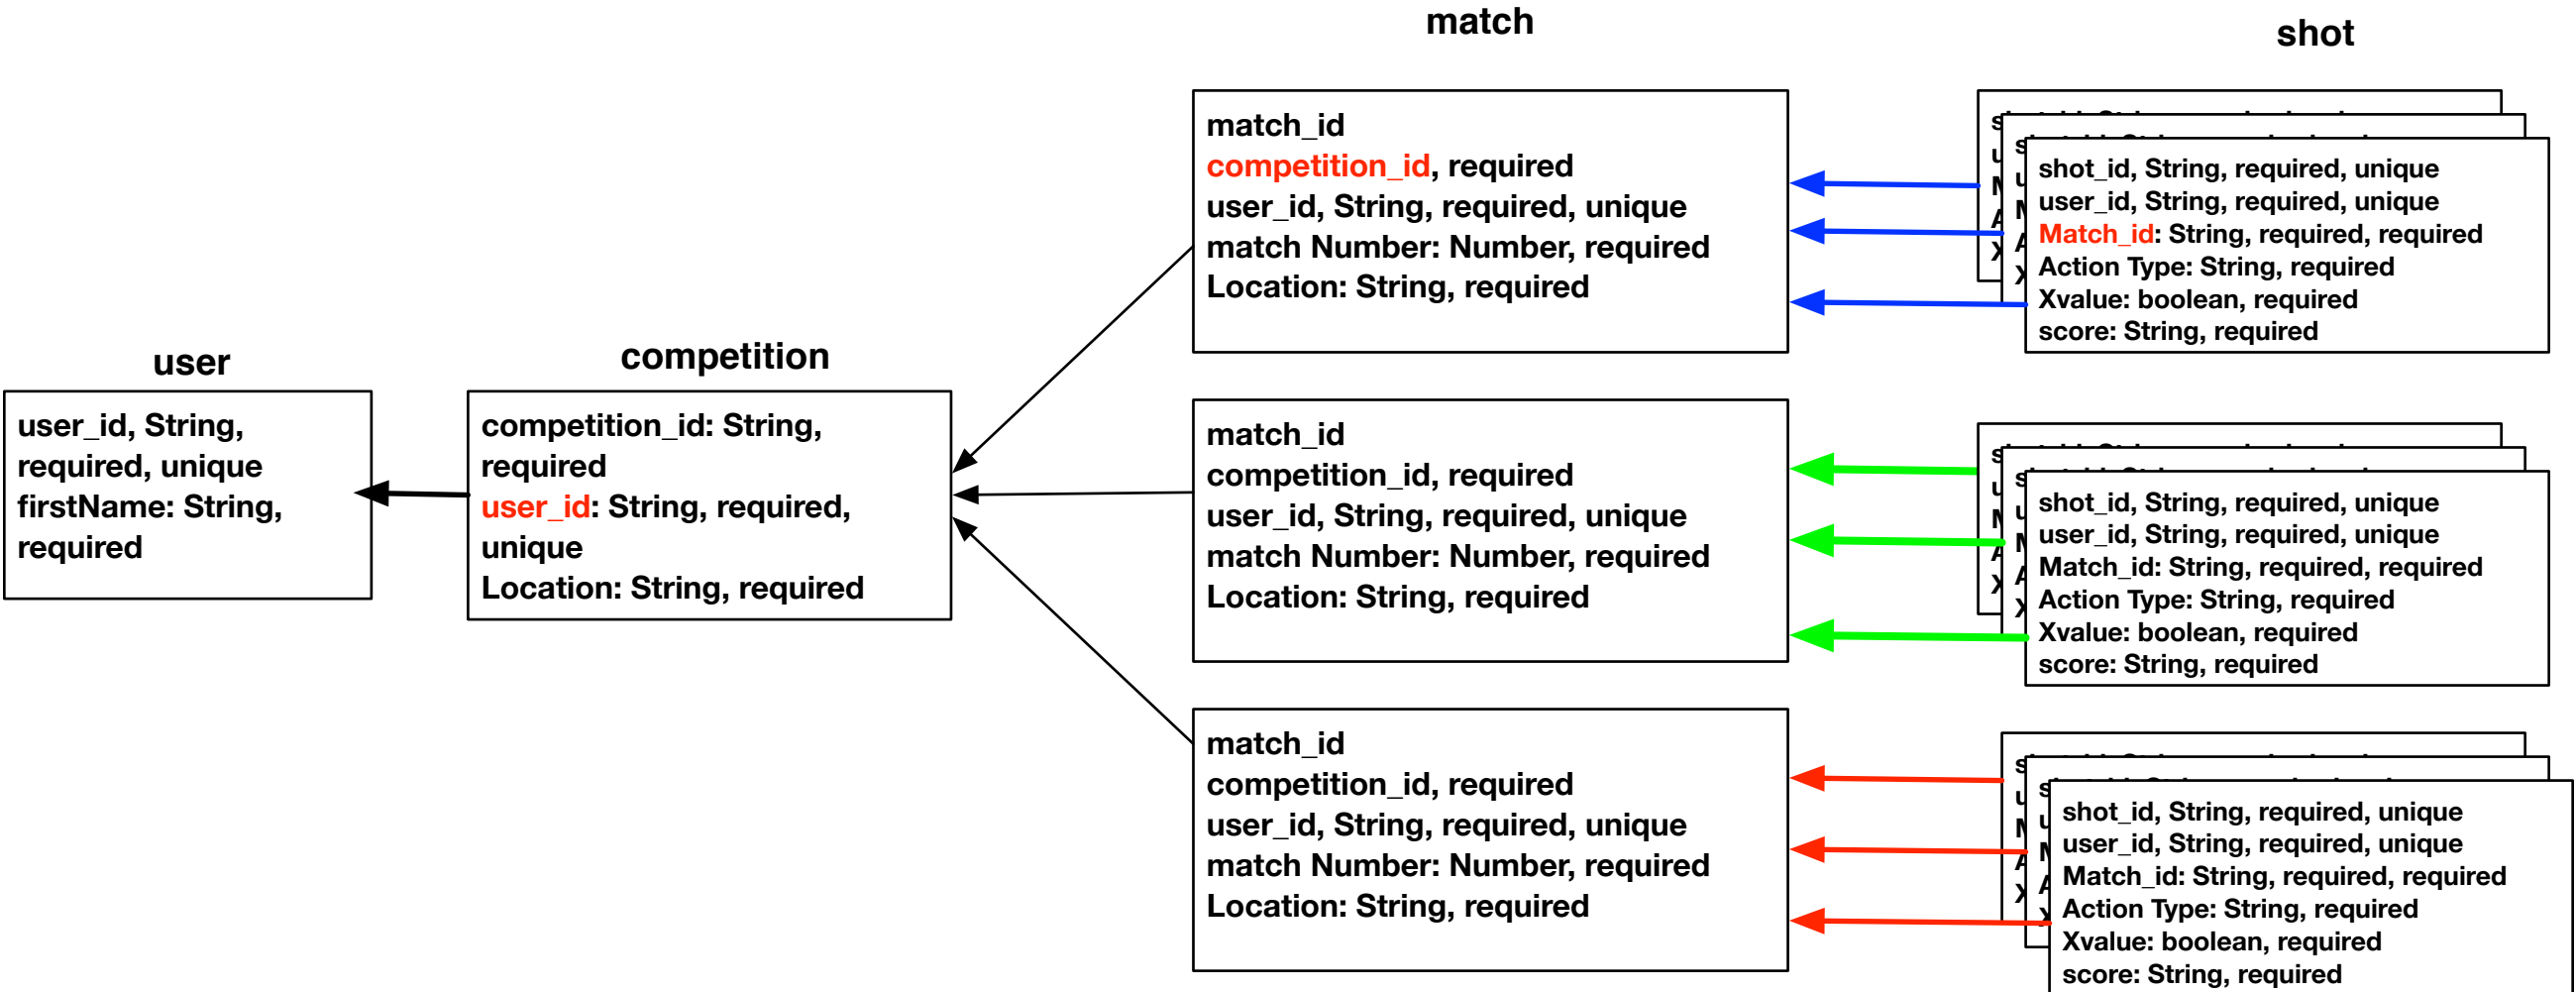 match
shot
match_id
competition_id, required
user_id, String, required, unique
match Number: Number, required
Location: String, required
shot_id, String, required, unique
user_id, String, required, unique
Match_id: String, required, required
Action Type: String, required
Xvalue: boolean, required
score: String, required
user
user_id, String,
required, unique
firstName: String,
required
competition
competition_id: String,
required
user_id: String, required,
unique
Location: String, required
match_id
competition_id, required
user_id, String, required, unique
match Number: Number, required
Location: String, required
shot_id, String, required, unique
user_id, String, required, unique
Match_id: String, required, required
Action Type: String, required
Xvalue: boolean, required
score: String, required
match_id
competition_id, required
user_id, String, required, unique
match Number: Number, required
Location: String, required
shot_id, String, required, unique
user_id, String, required, unique
Match_id: String, required, required
Action Type: String, required
Xvalue: boolean, required
score: String, required